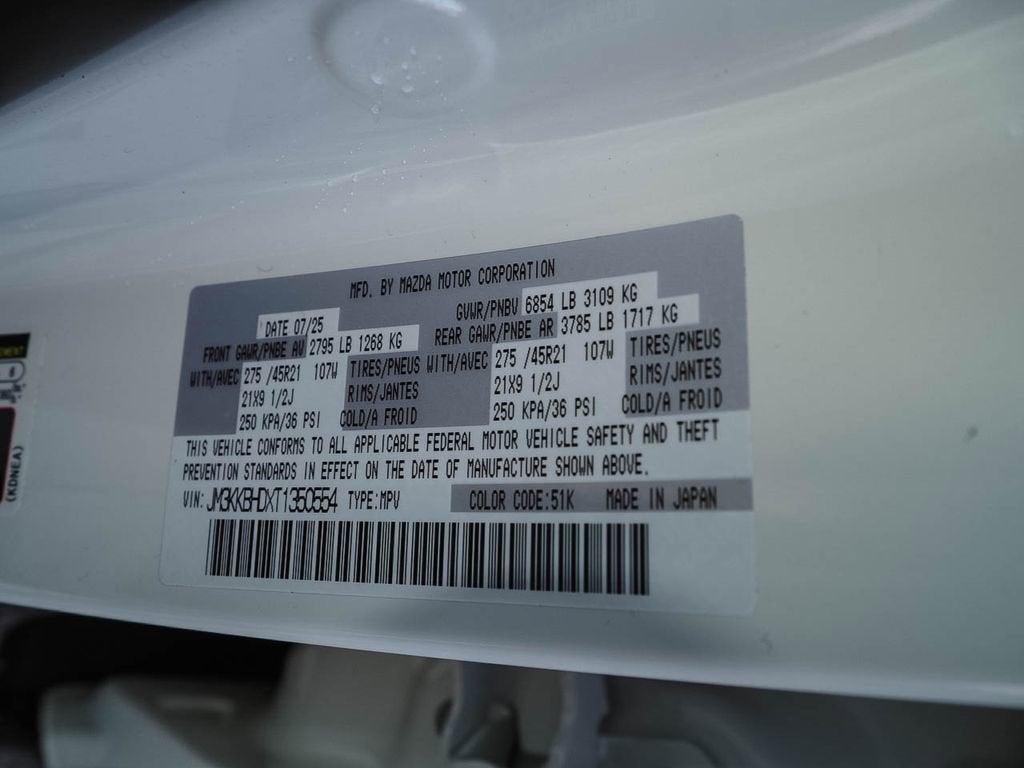 MFD. BY MAZDA MOTOR CORPORATION
DATE 07/25 GVWR/PNBV 6854 LB 3109 KG
FRONT GAWR/PNBE AV 2795 LB 1268 KG REAR GAWR/PNBE AR 3785 LB 1717 KG
WITH/AVEC 275 /45R21 107W TIRES/PNEUS WITH/AVEC 275 /45R21 107W TIRES/PNEUS
21X9 1/2J RIMS/JANTES 21X9 1/2J RIMS/JANTES
250 KPA/36 PSI COLD/A FROID 250 KPA/36 PSI COLD/A FROID
THIS VEHICLE CONFORMS TO ALL APPLICABLE FEDERAL MOTOR VEHICLE SAFETY AND THEFT
PREVENTION STANDARDS IN EFFECT ON THE DATE OF MANUFACTURE SHOWN ABOVE.
VIN: JM3KKBHDXT1350554 TYPE:MPV COLOR CODE:51K MADE IN JAPAN
(KDNEA)